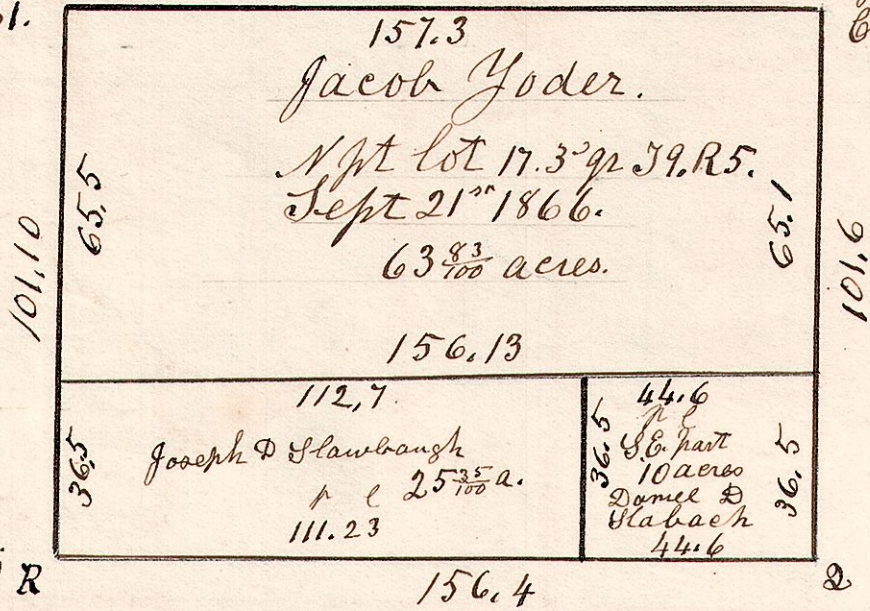 157.3
Jacob Yoder.
N pt lot 17. 3 qr T9. R5.
Sept 21st 1866.
63 83/100 acres.
65.5
65.1
101.10
101.6
156.13
112,7
Joseph D Slawbaugh
p l 25 35/100 a.
111.23
36.5
44.6
S.E. part
10 acres
Daniel D
Slabach
44.6
36.5
36.5
R
156.4
2